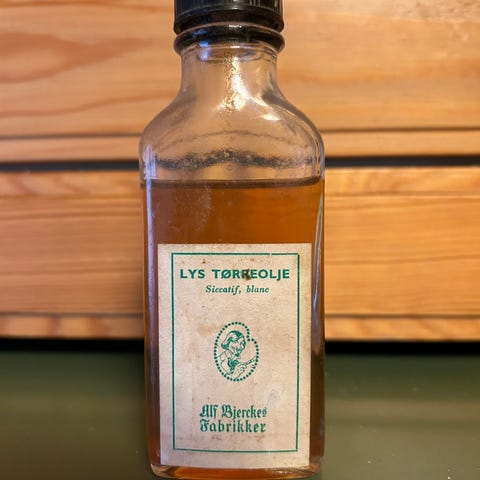 LYS TØRREOLJE
Siccatif, blanc
Alf Bjerckes
Fabrikker